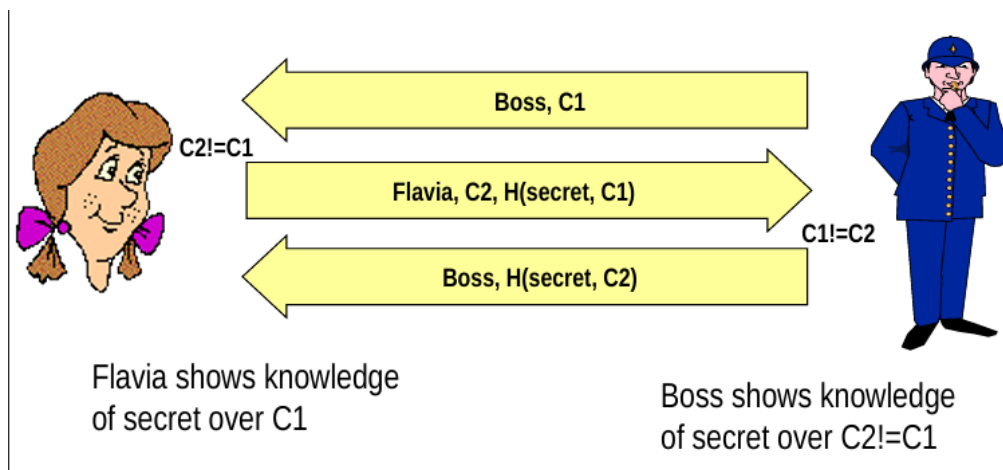 Boss, C1
C2!=C1
Flavia, C2, H(secret, C1)
C1!=C2
Boss, H(secret, C2)
Flavia shows knowledge
of secret over C1
Boss shows knowledge
of secret over C2!=C1